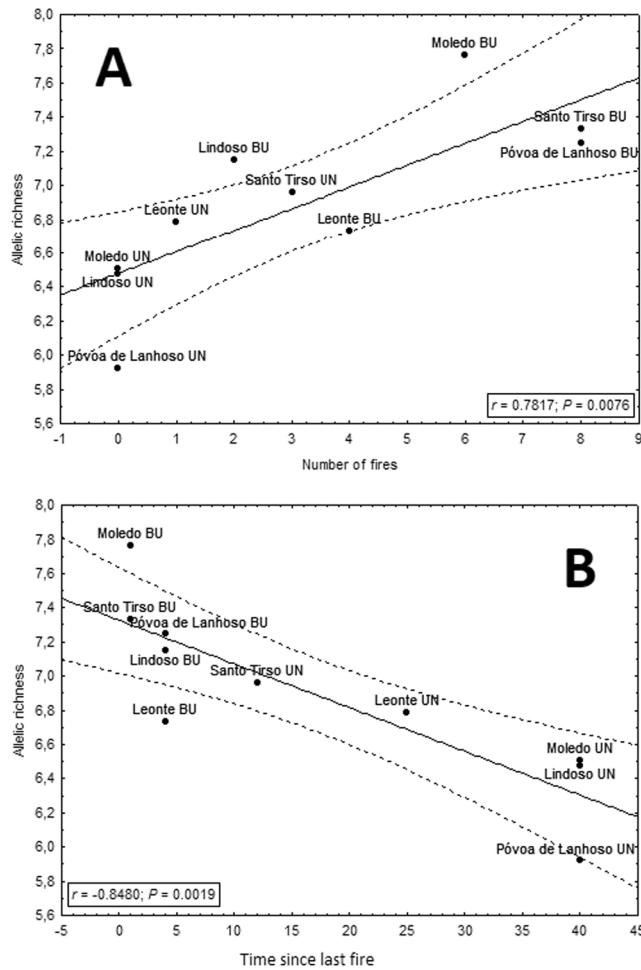 8,0
7,8
7,6
7,4
7,2
7,0
6,8
6,6
6,4
6,2
6,0
5,8
5,6
Allelic richness
A
Moledo BU
Santo Tirso BU
Póvoa de Lanhoso BU
Lindoso BU
Santo Tirso UN
Leonte UN
Leonte BU
Moledo UN
Lindoso UN
Póvoa de Lanhoso UN
r = 0.7817; P = 0.0076
-1 0 1 2 3 4 5 6 7 8 9
Number of fires
8,0
7,8
7,6
7,4
7,2
7,0
6,8
6,6
6,4
6,2
6,0
5,8
5,6
Allelic richness
B
Moledo BU
Santo Tirso BU
Póvoa de Lanhoso BU
Lindoso BU
Santo Tirso UN
Leonte BU
Leonte UN
Moledo UN
Lindoso UN
Póvoa de Lanhoso UN
r = -0.8480; P = 0.0019
-5 0 5 10 15 20 25 30 35 40 45
Time since last fire